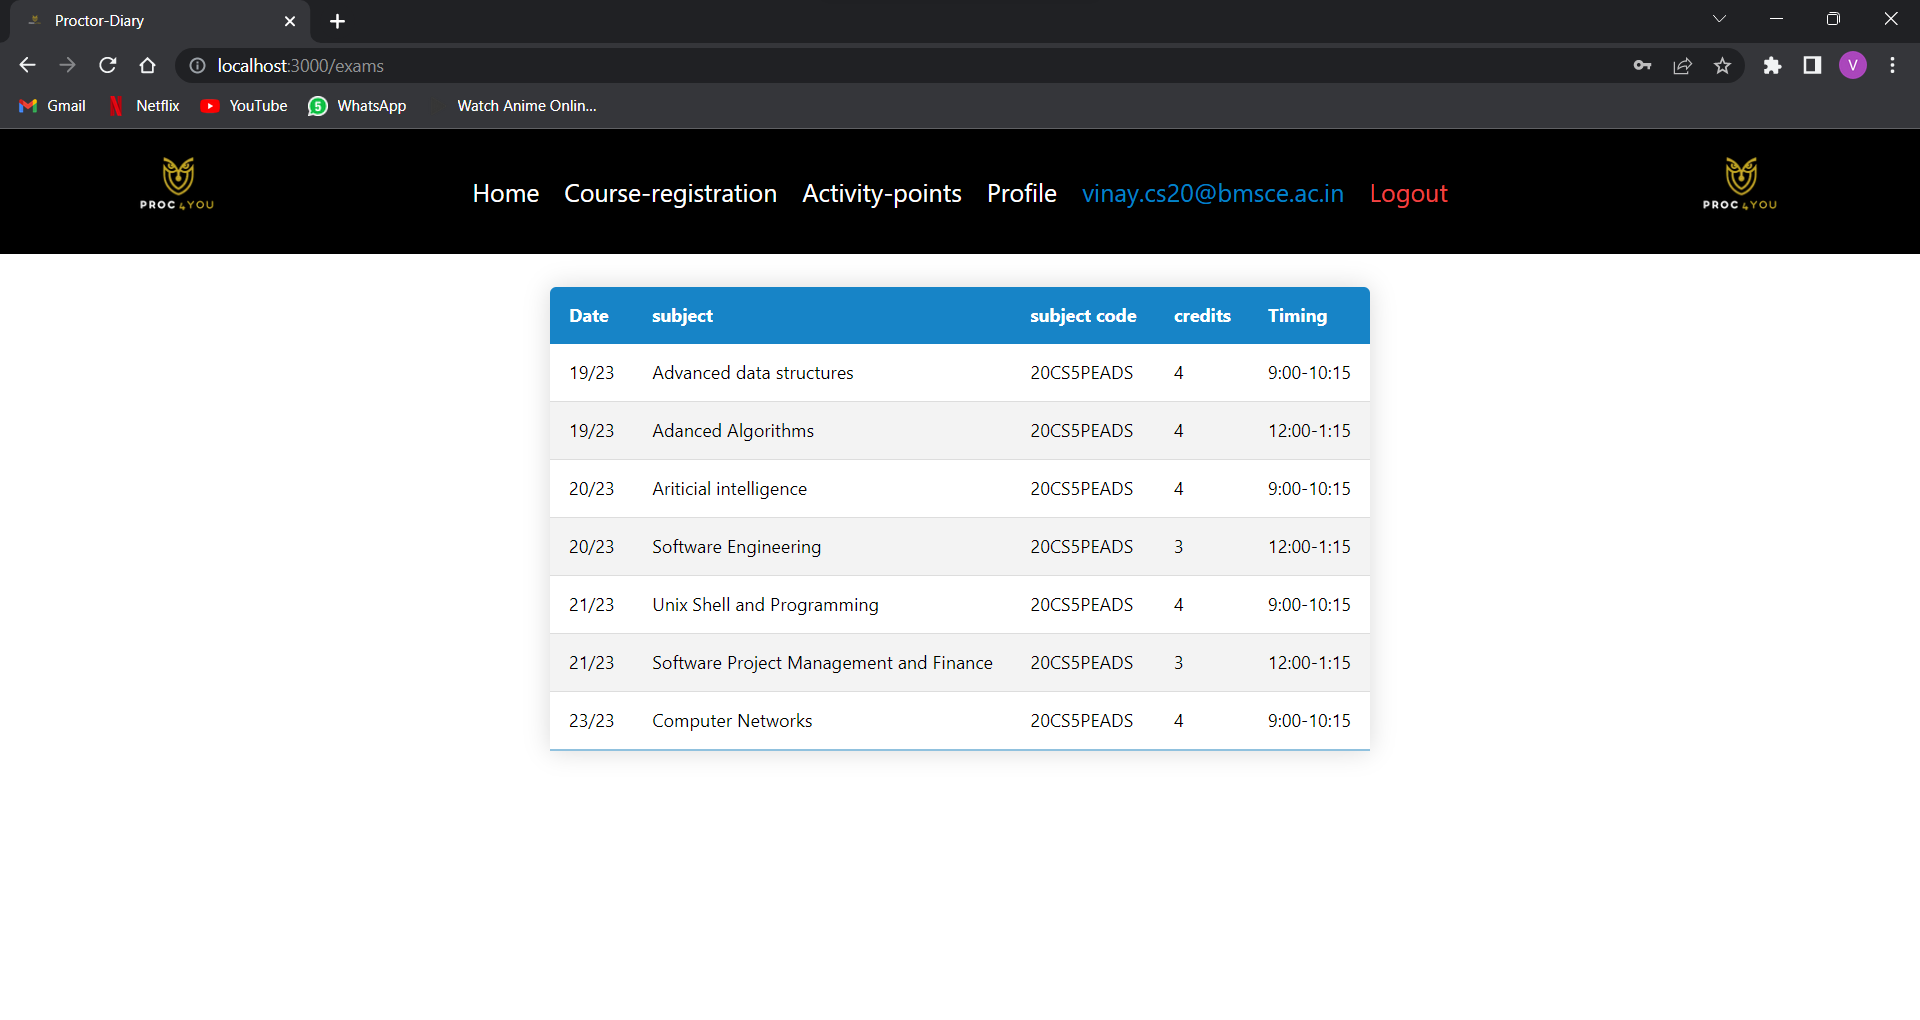 Proctor-Diary
localhost:3000/exams
Gmail Netflix 5 YouTube WhatsApp Watch Anime Onlin...
V
PROC 4YOU
Home Course-registration Activity-points Profile vinay.cs20@bmsce.ac.in Logout
PROC 4YOU
Date subject subject code credits Timing
19/23 Advanced data structures 20CS5PEADS 4 9:00-10:15
19/23 Adanced Algorithms 20CS5PEADS 4 12:00-1:15
20/23 Ariticial intelligence 20CS5PEADS 4 9:00-10:15
20/23 Software Engineering 20CS5PEADS 3 12:00-1:15
21/23 Unix Shell and Programming 20CS5PEADS 4 9:00-10:15
21/23 Software Project Management and Finance 20CS5PEADS 3 12:00-1:15
23/23 Computer Networks 20CS5PEADS 4 9:00-10:15